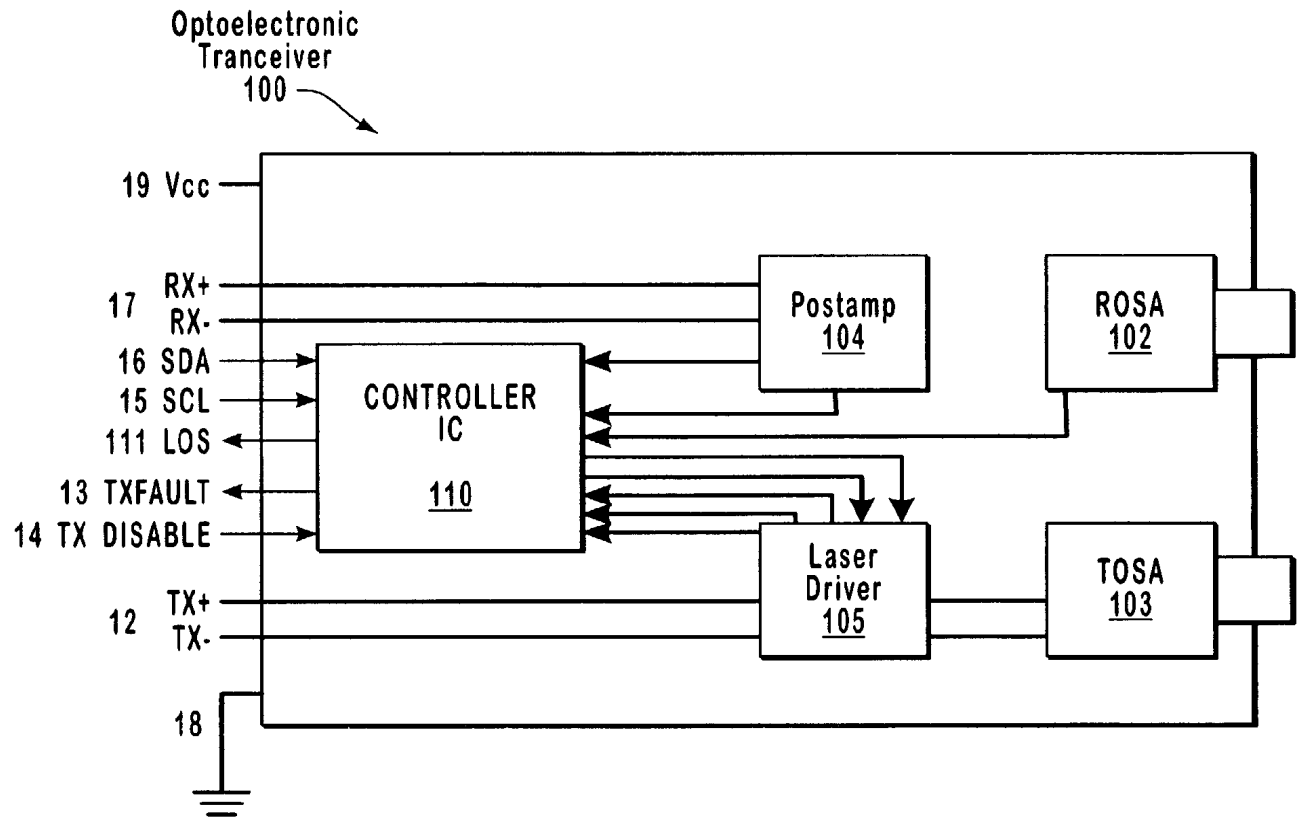 Optoelectronic
Tranceiver
100
19 Vcc
17
RX+
RX-
16 SDA
15 SCL
111 LOS
13 TXFAULT
14 TX DISABLE
12
TX+
TX-
18
CONTROLLER
IC
110
Postamp
104
ROSA
102
Laser
Driver
105
TOSA
103